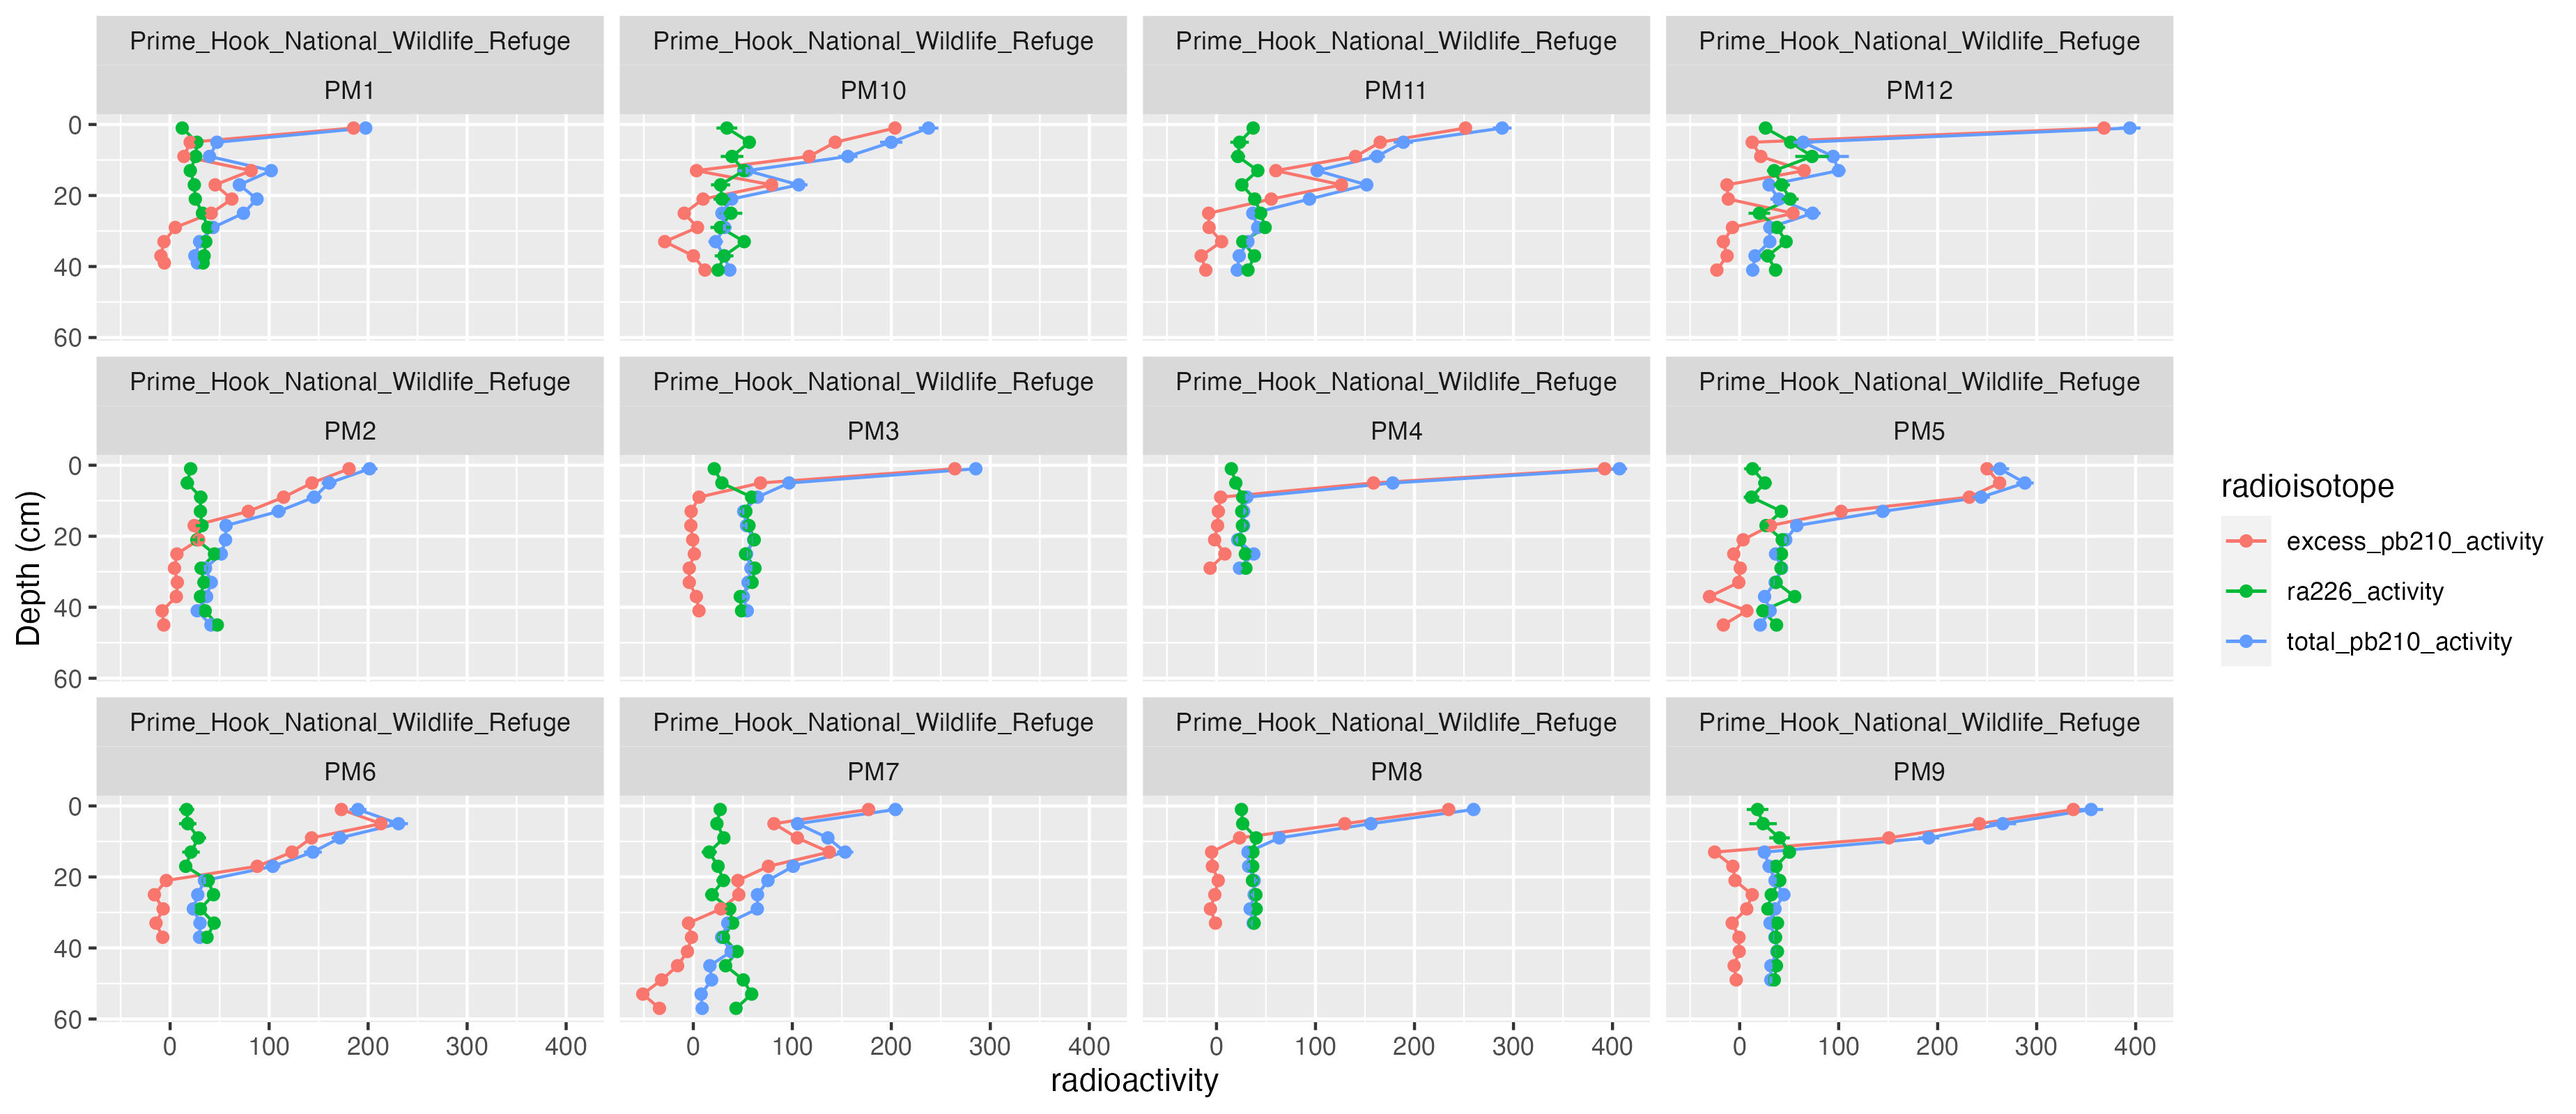 Prime_Hook_National_Wildlife_Refuge Prime_Hook_National_Wildlife_Refuge Prime_Hook_National_Wildlife_Refuge Prime_Hook_National_Wildlife_Refuge
PM1 PM10 PM11 PM12
0
20
40
60
Prime_Hook_National_Wildlife_Refuge Prime_Hook_National_Wildlife_Refuge Prime_Hook_National_Wildlife_Refuge Prime_Hook_National_Wildlife_Refuge
PM2 PM3 PM4 PM5
0
20
40
60
Depth (cm)
Prime_Hook_National_Wildlife_Refuge Prime_Hook_National_Wildlife_Refuge Prime_Hook_National_Wildlife_Refuge Prime_Hook_National_Wildlife_Refuge
PM6 PM7 PM8 PM9
0
20
40
60
0 100 200 300 400 0 100 200 300 400 0 100 200 300 400 0 100 200 300 400
radioactivity
radioisotope
excess_pb210_activity
ra226_activity
total_pb210_activity